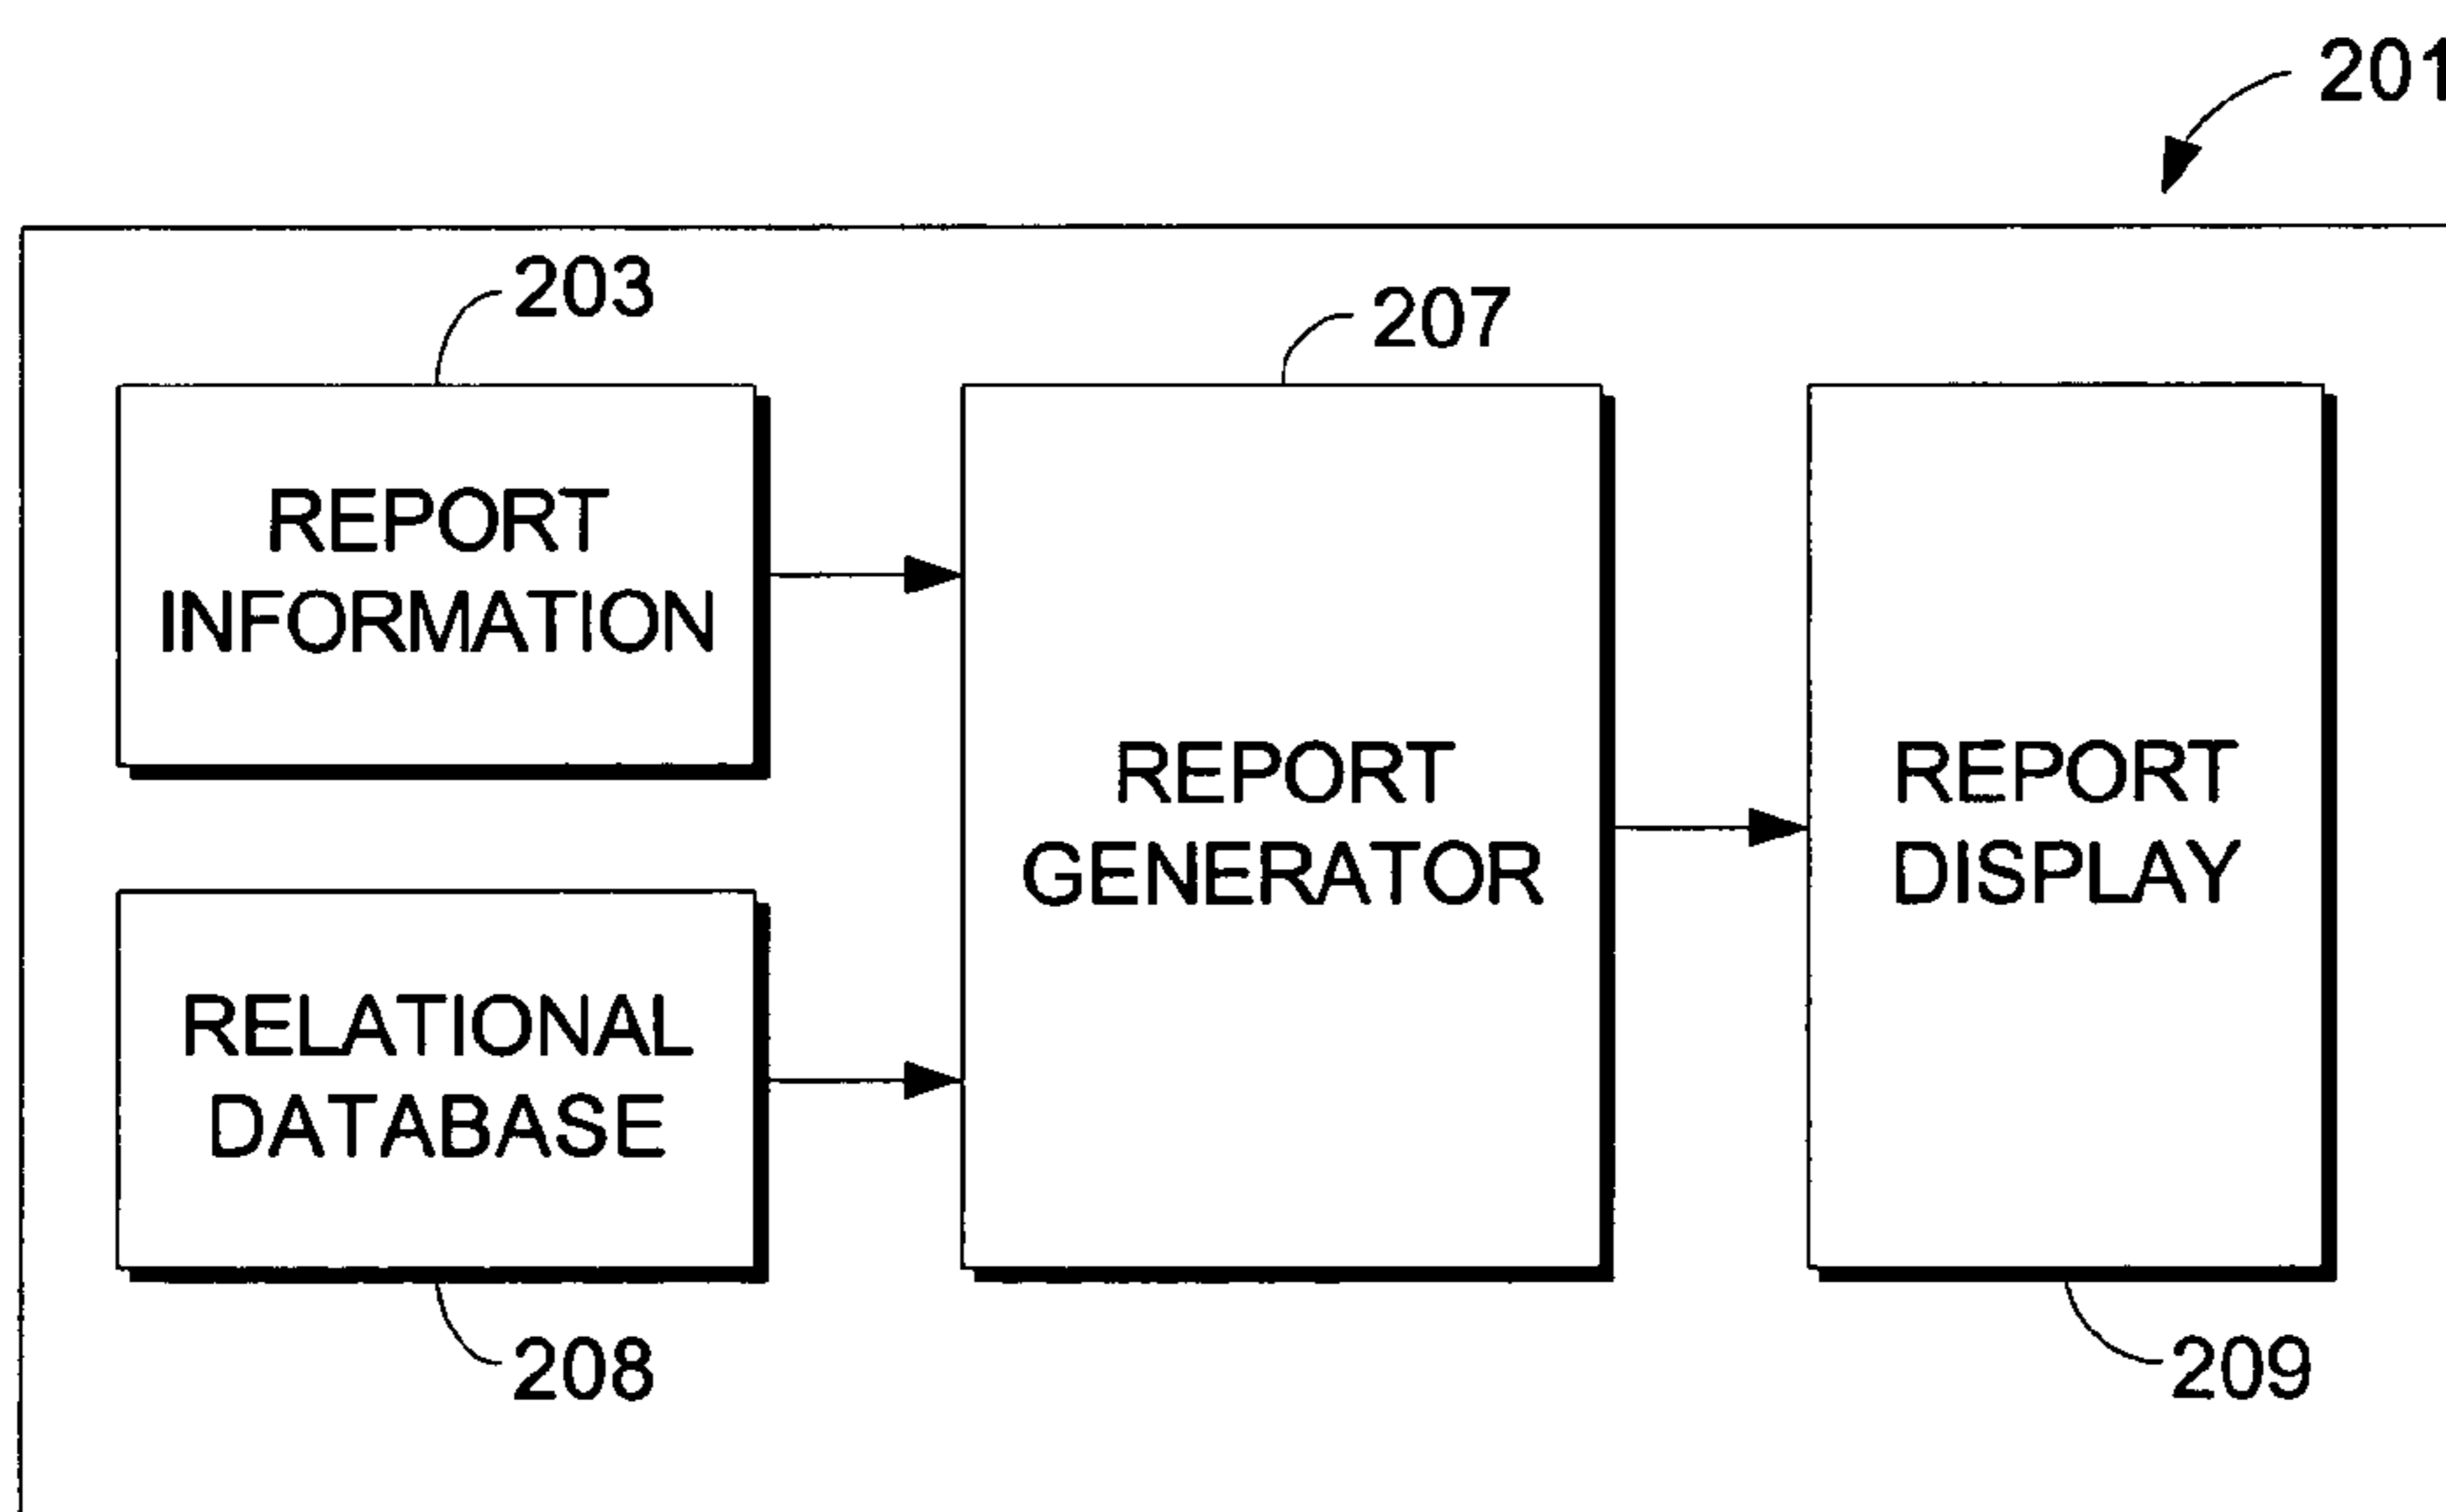 201
203
207
REPORT
INFORMATION
REPORT
GENERATOR
REPORT
DISPLAY
RELATIONAL
DATABASE
208
209